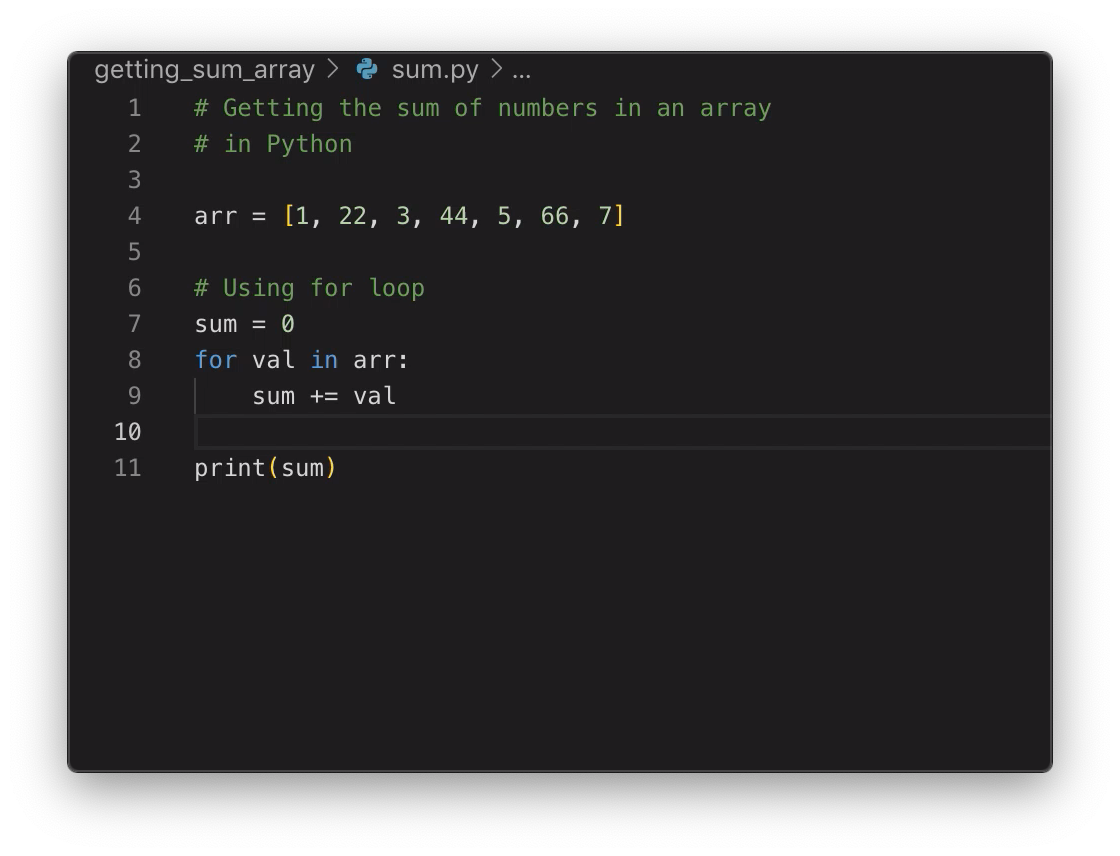 getting_sum_array > sum.py > ...
1 # Getting the sum of numbers in an array
2 # in Python
3
4 arr = [1, 22, 3, 44, 5, 66, 7]
5
6 # Using for loop
7 sum = 0
8 for val in arr:
9     sum += val
10
11 print(sum)